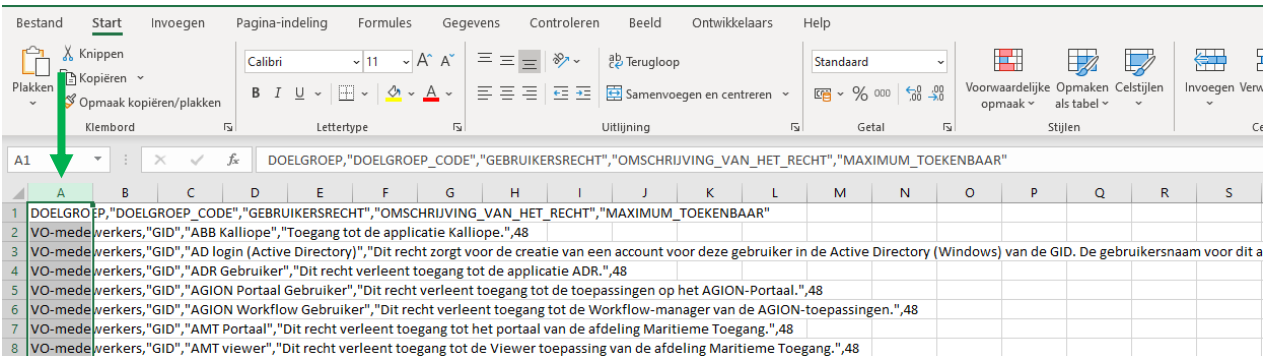 Bestand Start Invoegen Pagina-indeling Formules Gegevens Controleren Beeld Ontwikkelaars Help
Plakken
Knippen
Kopiëren
Opmaak kopiëren/plakken
Klembord
Calibri 11 A A
B I U A
Lettertype
ab Terugloop
Samenvoegen en centreren
Uitlijning
Standaard
% 000
Getal
Voorwaardelijke opmaak
Opmaken als tabel
Celstijlen
Stijlen
Invoegen
A1 fx DOELGROEP,"DOELGROEP_CODE","GEBRUIKERSRECHT","OMSCHRIJVING_VAN_HET_RECHT","MAXIMUM_TOEKENBAAR"
A B C D E F G H I J K L M N O P Q R S
1 DOELGROEP,"DOELGROEP_CODE","GEBRUIKERSRECHT","OMSCHRIJVING_VAN_HET_RECHT","MAXIMUM_TOEKENBAAR"
2 VO-medewerkers,"GID","ABB Kalliope","Toegang tot de applicatie Kalliope.",48
3 VO-medewerkers,"GID","AD login (Active Directory)","Dit recht zorgt voor de creatie van een account voor deze gebruiker in de Active Directory (Windows) van de GID. De gebruikersnaam voor dit a
4 VO-medewerkers,"GID","ADR Gebruiker","Dit recht verleent toegang tot de applicatie ADR.",48
5 VO-medewerkers,"GID","AGION Portaal Gebruiker","Dit recht verleent toegang tot de toepassingen op het AGION-Portaal.",48
6 VO-medewerkers,"GID","AGION Workflow Gebruiker","Dit recht verleent toegang tot de Workflow-manager van de AGION-toepassingen.",48
7 VO-medewerkers,"GID","AMT Portaal","Dit recht verleent toegang tot het portaal van de afdeling Maritieme Toegang.",48
8 VO-medewerkers,"GID","AMT viewer","Dit recht verleent toegang tot de Viewer toepassing van de afdeling Maritieme Toegang.",48